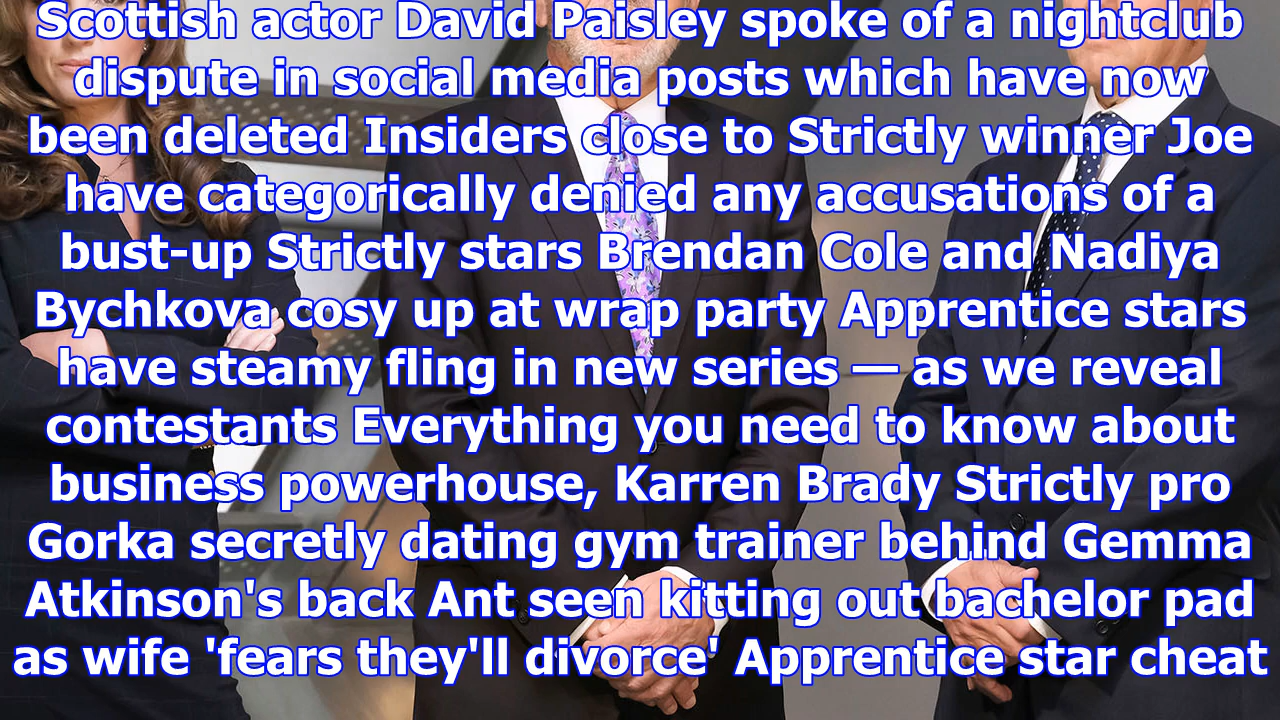 Scottish actor David Paisley spoke of a nightclub
dispute in social media posts which have now
been deleted Insiders close to Strictly winner Joe
have categorically denied any accusations of a
bust-up Strictly stars Brendan Cole and Nadiya
Bychkova cosy up at wrap party Apprentice stars
have steamy fling in new series — as we reveal
contestants Everything you need to know about
business powerhouse, Karren Brady Strictly pro
Gorka secretly dating gym trainer behind Gemma
Atkinson's back Ant seen kitting out bachelor pad
as wife 'fears they'll divorce' Apprentice star cheat